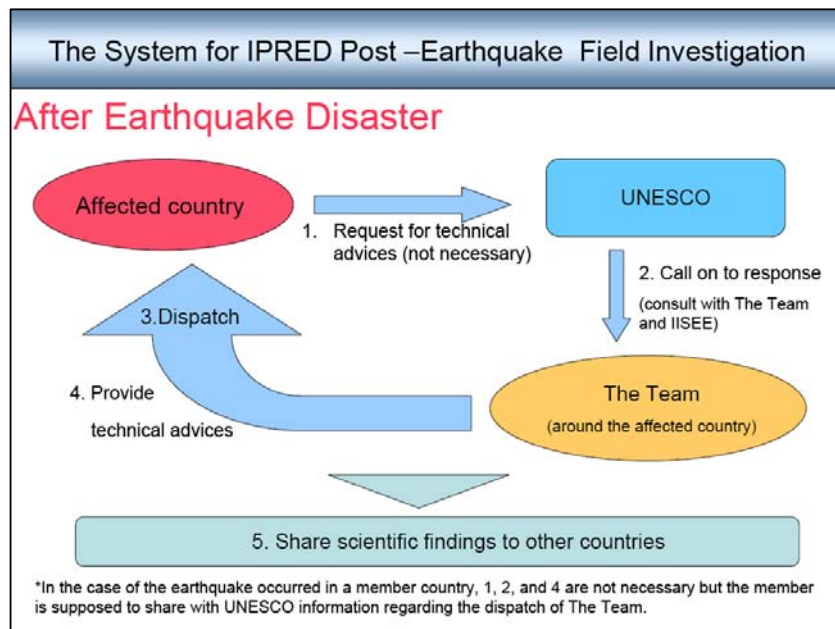 The System for IPRED Post –Earthquake Field Investigation
After Earthquake Disaster
Affected country
1. Request for technical
advices (not necessary)
UNESCO
2. Call on to response
(consult with The Team
and IISEE)
3.Dispatch
4. Provide
technical advices
The Team
(around the affected country)
5. Share scientific findings to other countries
*In the case of the earthquake occurred in a member country, 1, 2, and 4 are not necessary but the member
is supposed to share with UNESCO information regarding the dispatch of The Team.